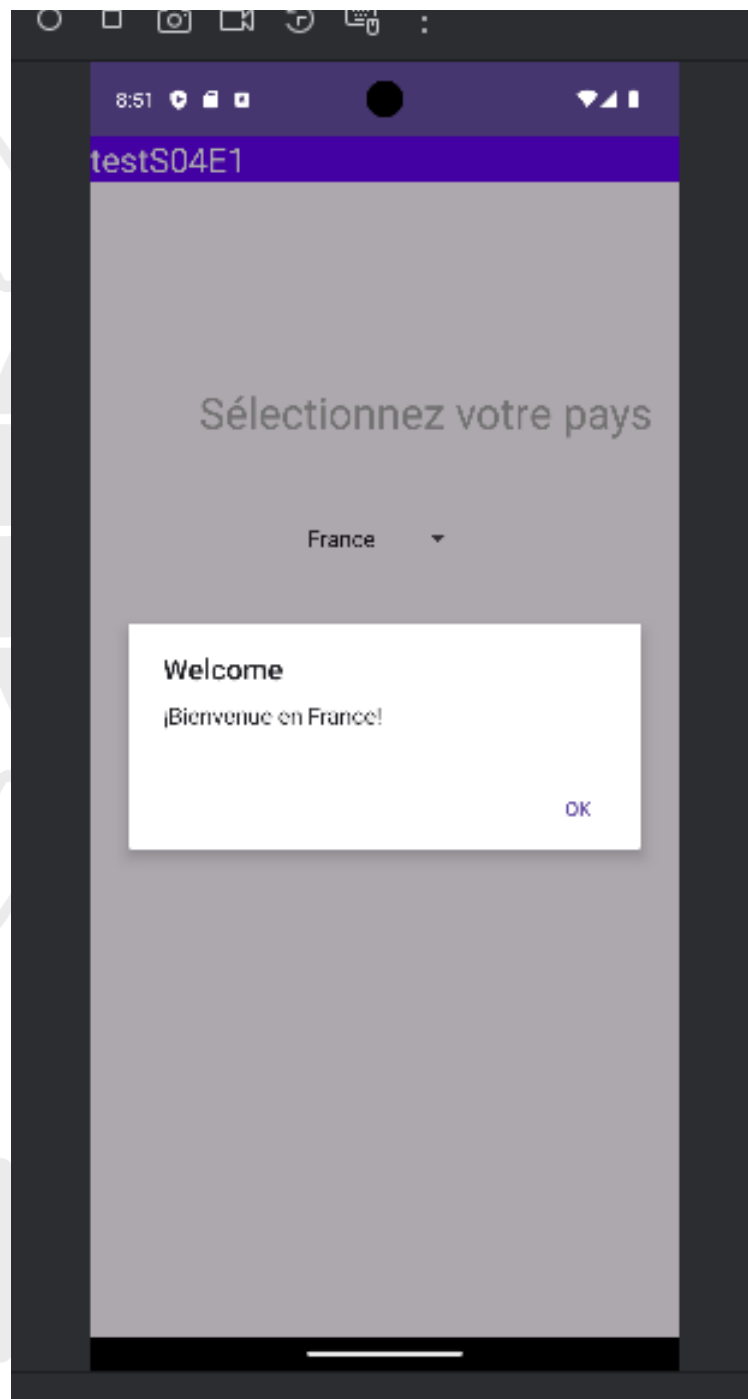 8:51
testS04E1
Sélectionnez votre pays
France
Welcome
¡Bienvenue en France!
OK